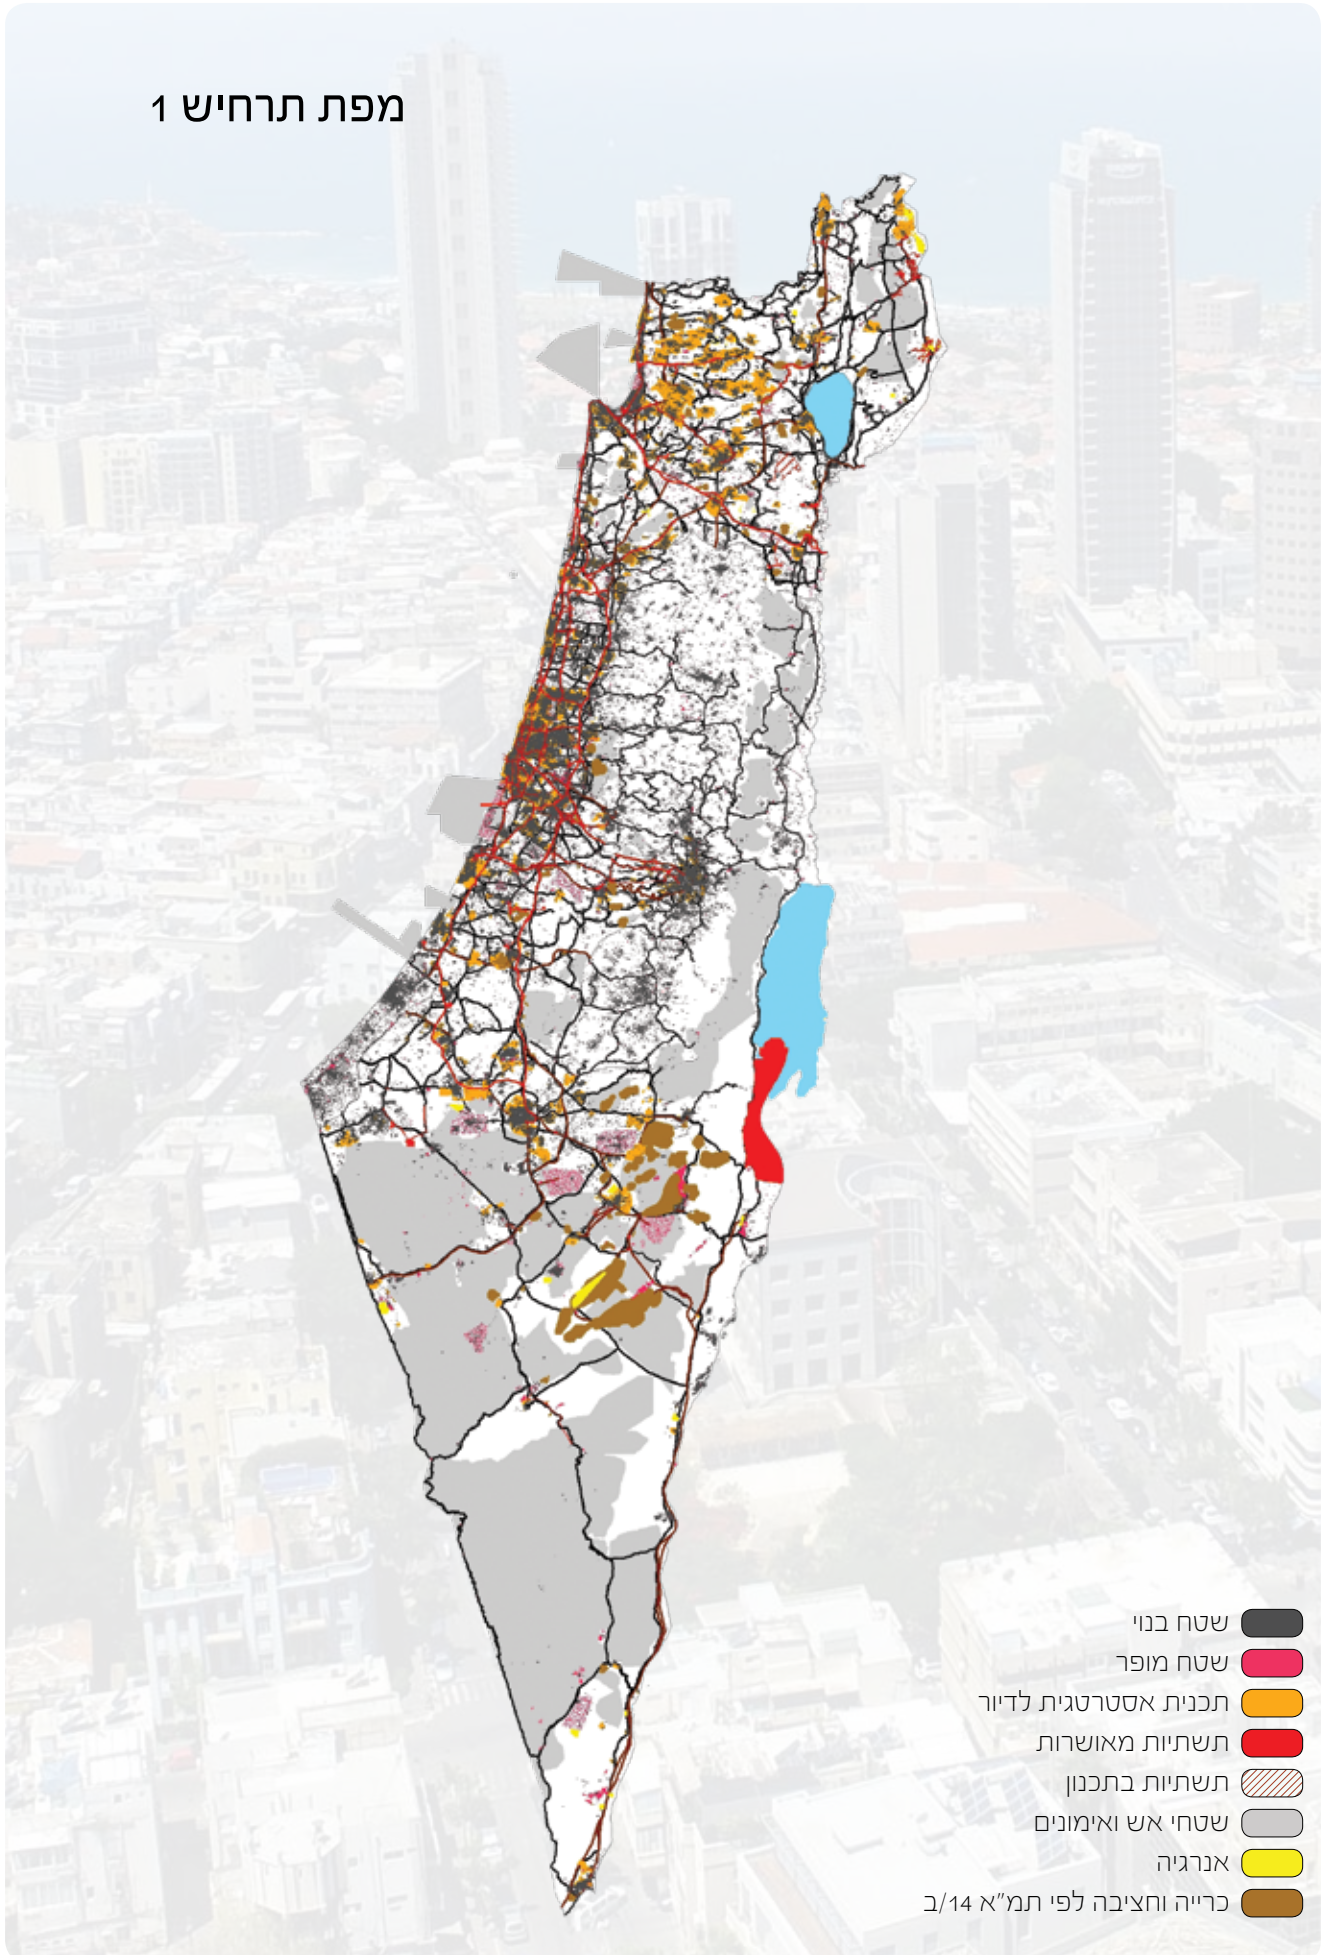 מפת תרחיש 1
שטח בנוי
שטח מופר
תכנית אסטרטגית לדיור
תשתיות מאושרות
תשתיות בתכנון
שטחי אש ואימונים
אנרגיה
כרייה וחציבה לפי תמ"א 14/ב